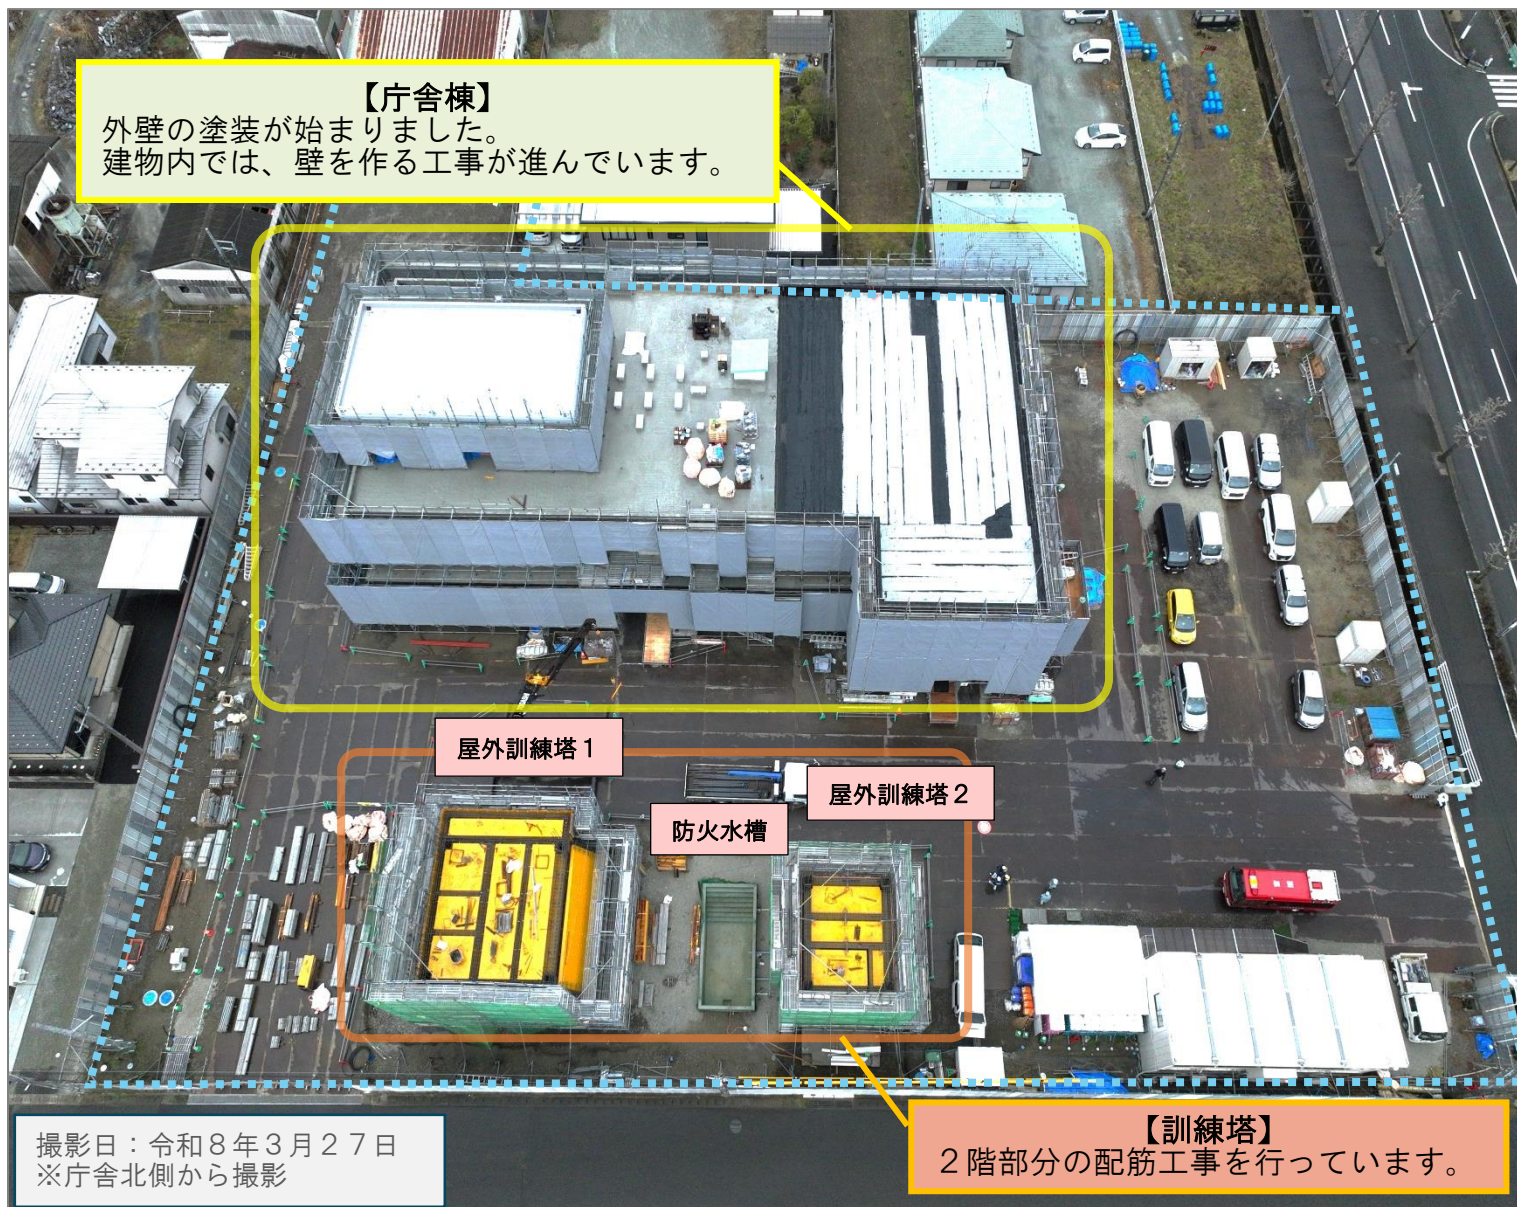 【庁舎棟】
外壁の塗装が始まりました。
建物内では、壁を作る工事が進んでいます。
屋外訓練塔１
屋外訓練塔２
防火水槽
【訓練塔】
２階部分の配筋工事を行っています。
撮影日：令和８年３月２７日
※庁舎北側から撮影